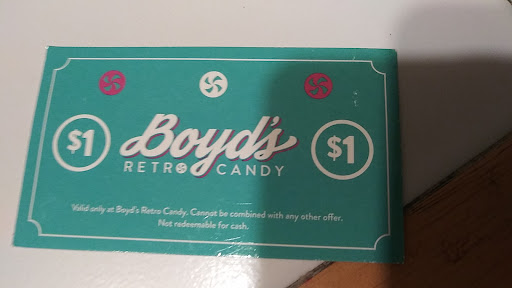 $1
Boyd's
RETRO CANDY
$1
Valid only at Boyd's Retro Candy. Cannot be combined with any other offer.
Not redeemable for cash.